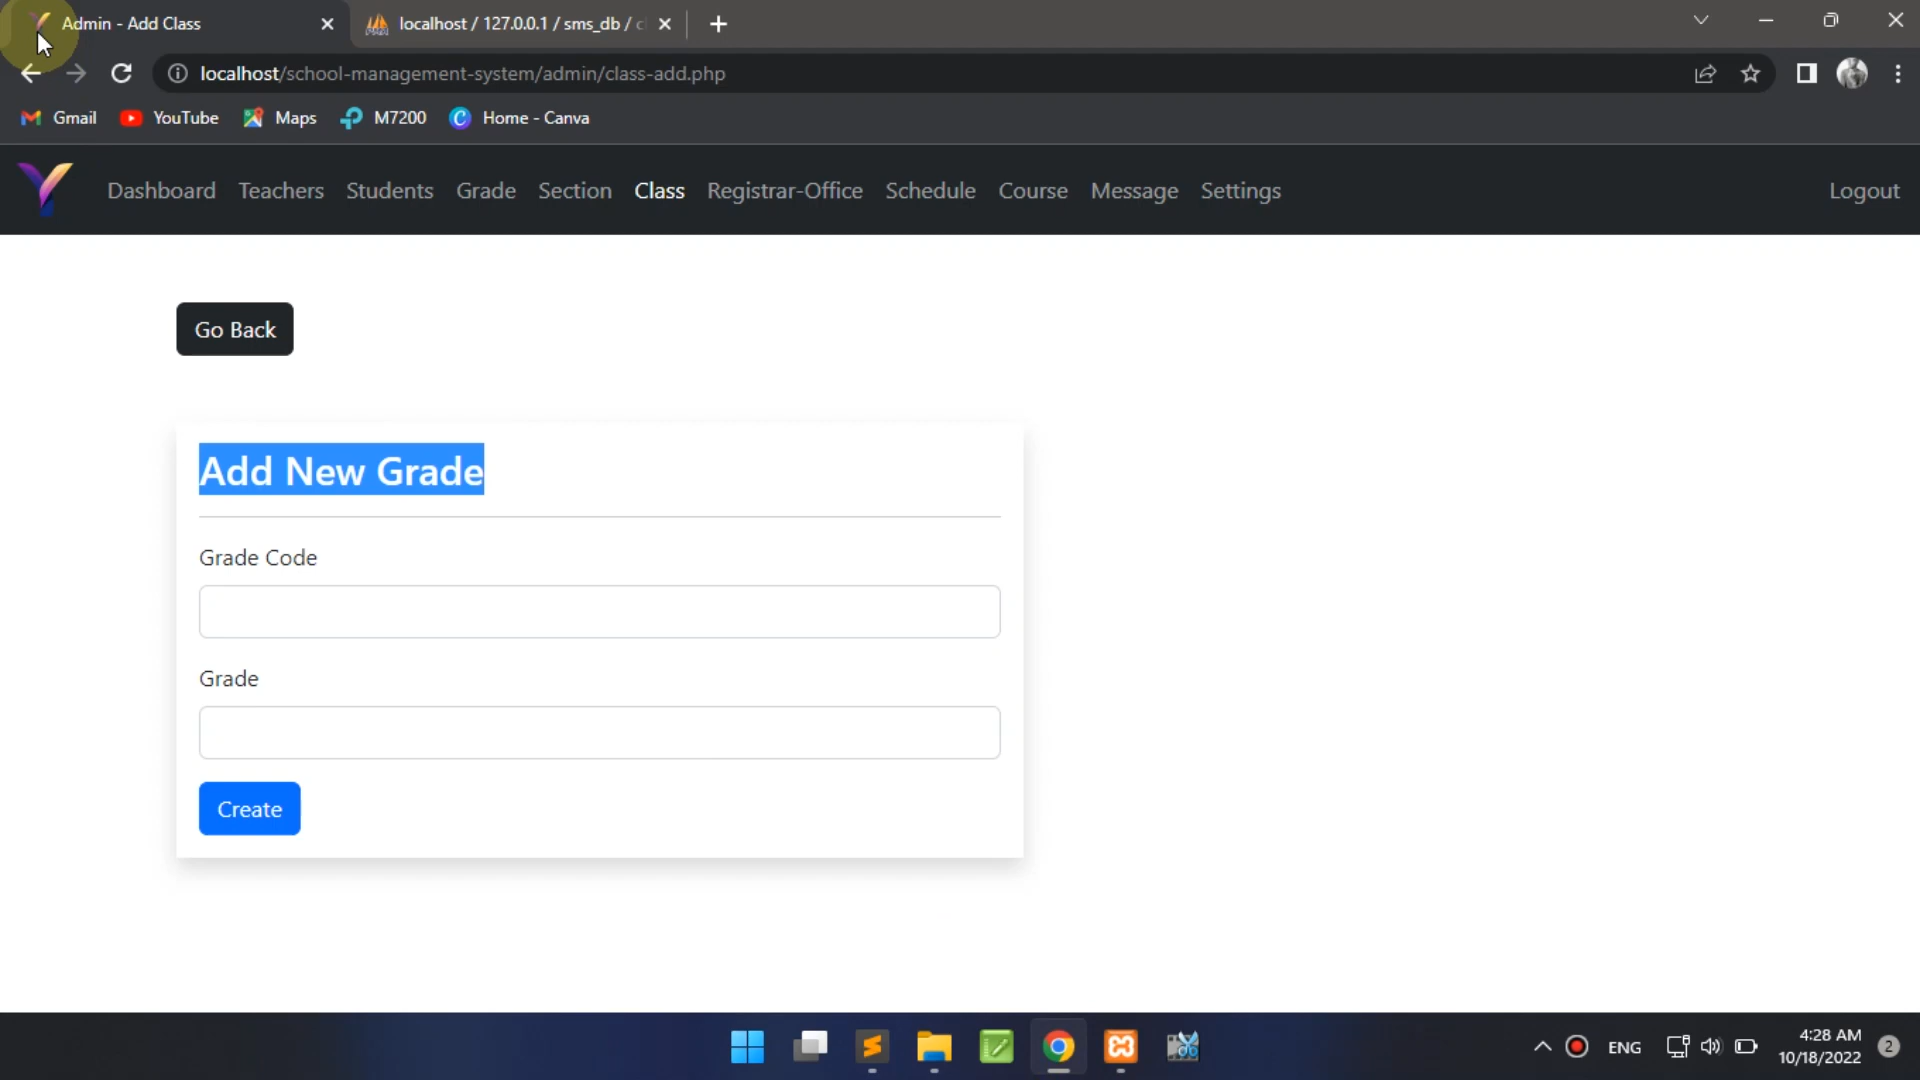 Admin - Add Class
localhost / 127.0.0.1 / sms_db / cl
localhost/school-management-system/admin/class-add.php
Gmail YouTube Maps M7200 Home - Canva
Dashboard Teachers Students Grade Section Class Registrar-Office Schedule Course Message Settings Logout
Go Back
Add New Grade
Grade Code
Grade
Create
ENG
4:28 AM
10/18/2022
2